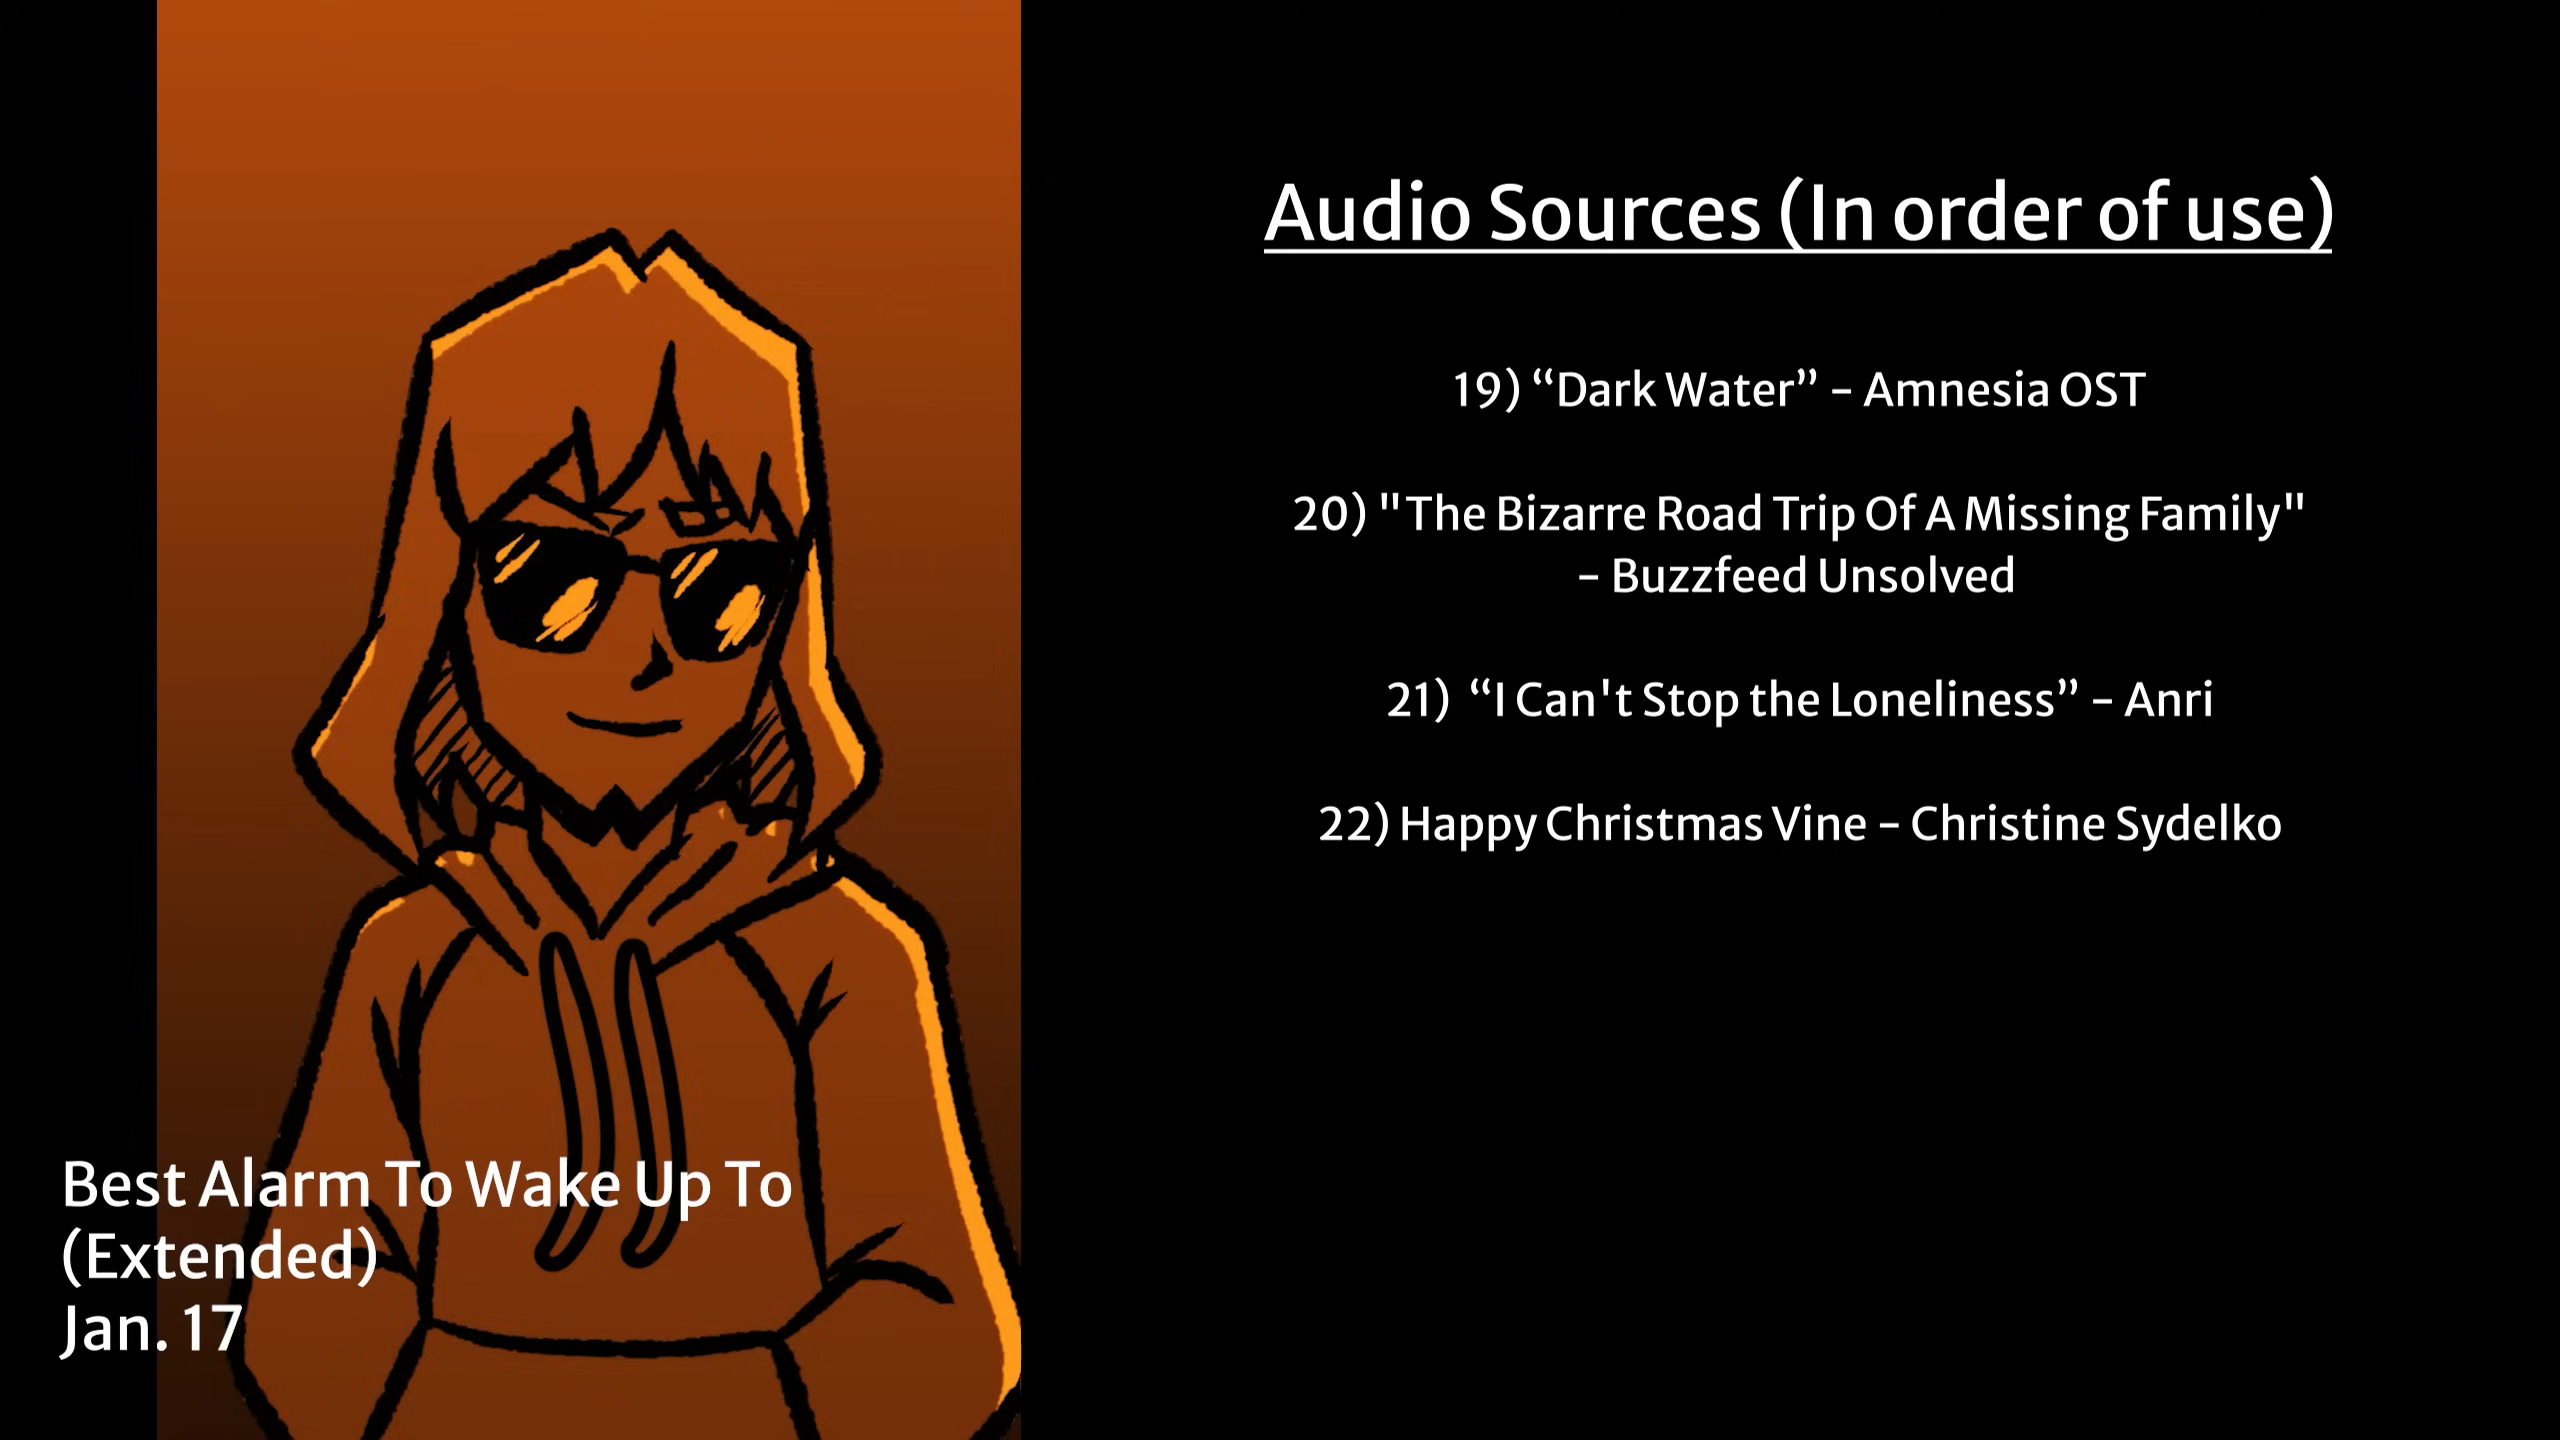 Audio Sources (In order of use)
19) “Dark Water” – Amnesia OST
20) "The Bizarre Road Trip Of A Missing Family"
– Buzzfeed Unsolved
21) “I Can't Stop the Loneliness” – Anri
22) Happy Christmas Vine – Christine Sydelko
Best Alarm To Wake Up To
(Extended)
Jan. 17